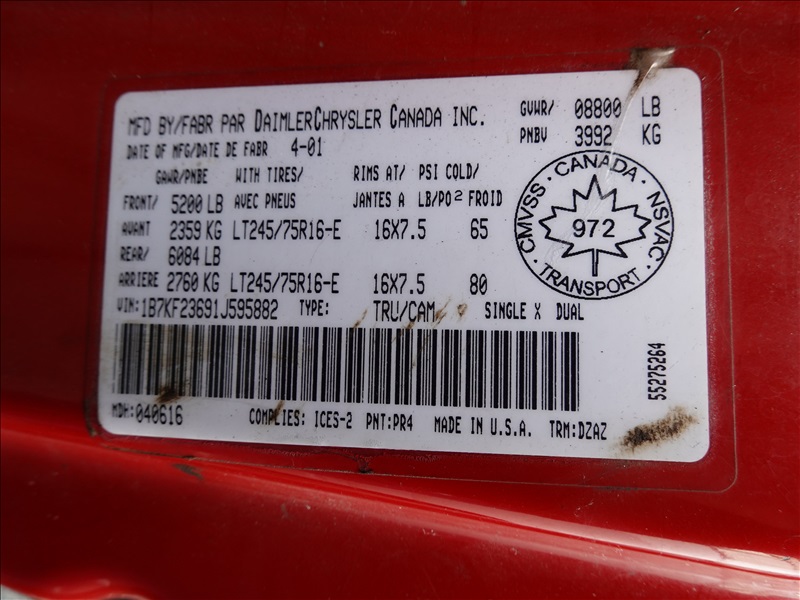 MFD BY/FABR PAR DAIMLERCHRYSLER CANADA INC.
GVWR/ 08800 LB
DATE OF MFG/DATE DE FABR 4-01
PNBV 3992 KG
GAWR/PNBE WITH TIRES/ RIMS AT/ PSI COLD/
FRONT/ 5200 LB AVEC PNEUS JANTES A LB/PO2 FROID
AVANT 2359 KG LT245/75R16-E 16X7.5 65
REAR/ 6084 LB
ARRIERE 2760 KG LT245/75R16-E 16X7.5 80
VIN: 1B7KF23691J595882 TYPE: TRU/CAM SINGLE X DUAL
CMVSS · CANADA · NSVAC · TRANSPORT ·
972
55275264
MDH: 040616 COMPLIES: ICES-2 PNT: PR4 MADE IN U.S.A. TRM: DZAZ